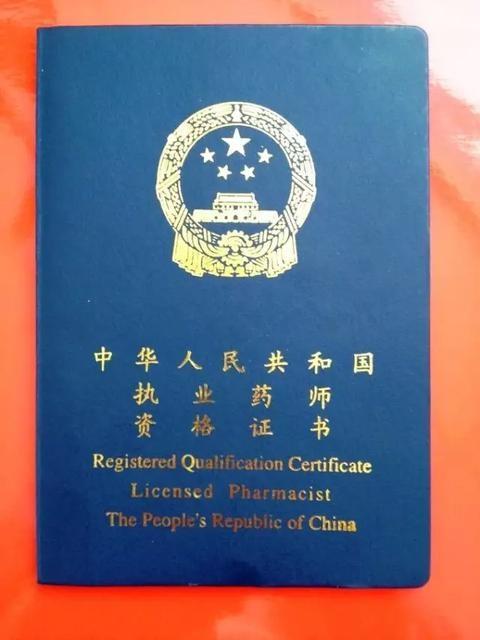 中华人民共和国
执业药师
资格证书
Registered Qualification Certificate
Licensed Pharmacist
The People's Republic of China